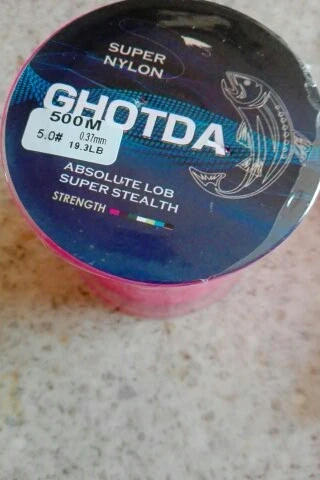 SUPER
NYLON
GHOTDA
500M
5.0# 0.37mm
19.3LB
ABSOLUTE LOB
SUPER STEALTH
STRENGTH